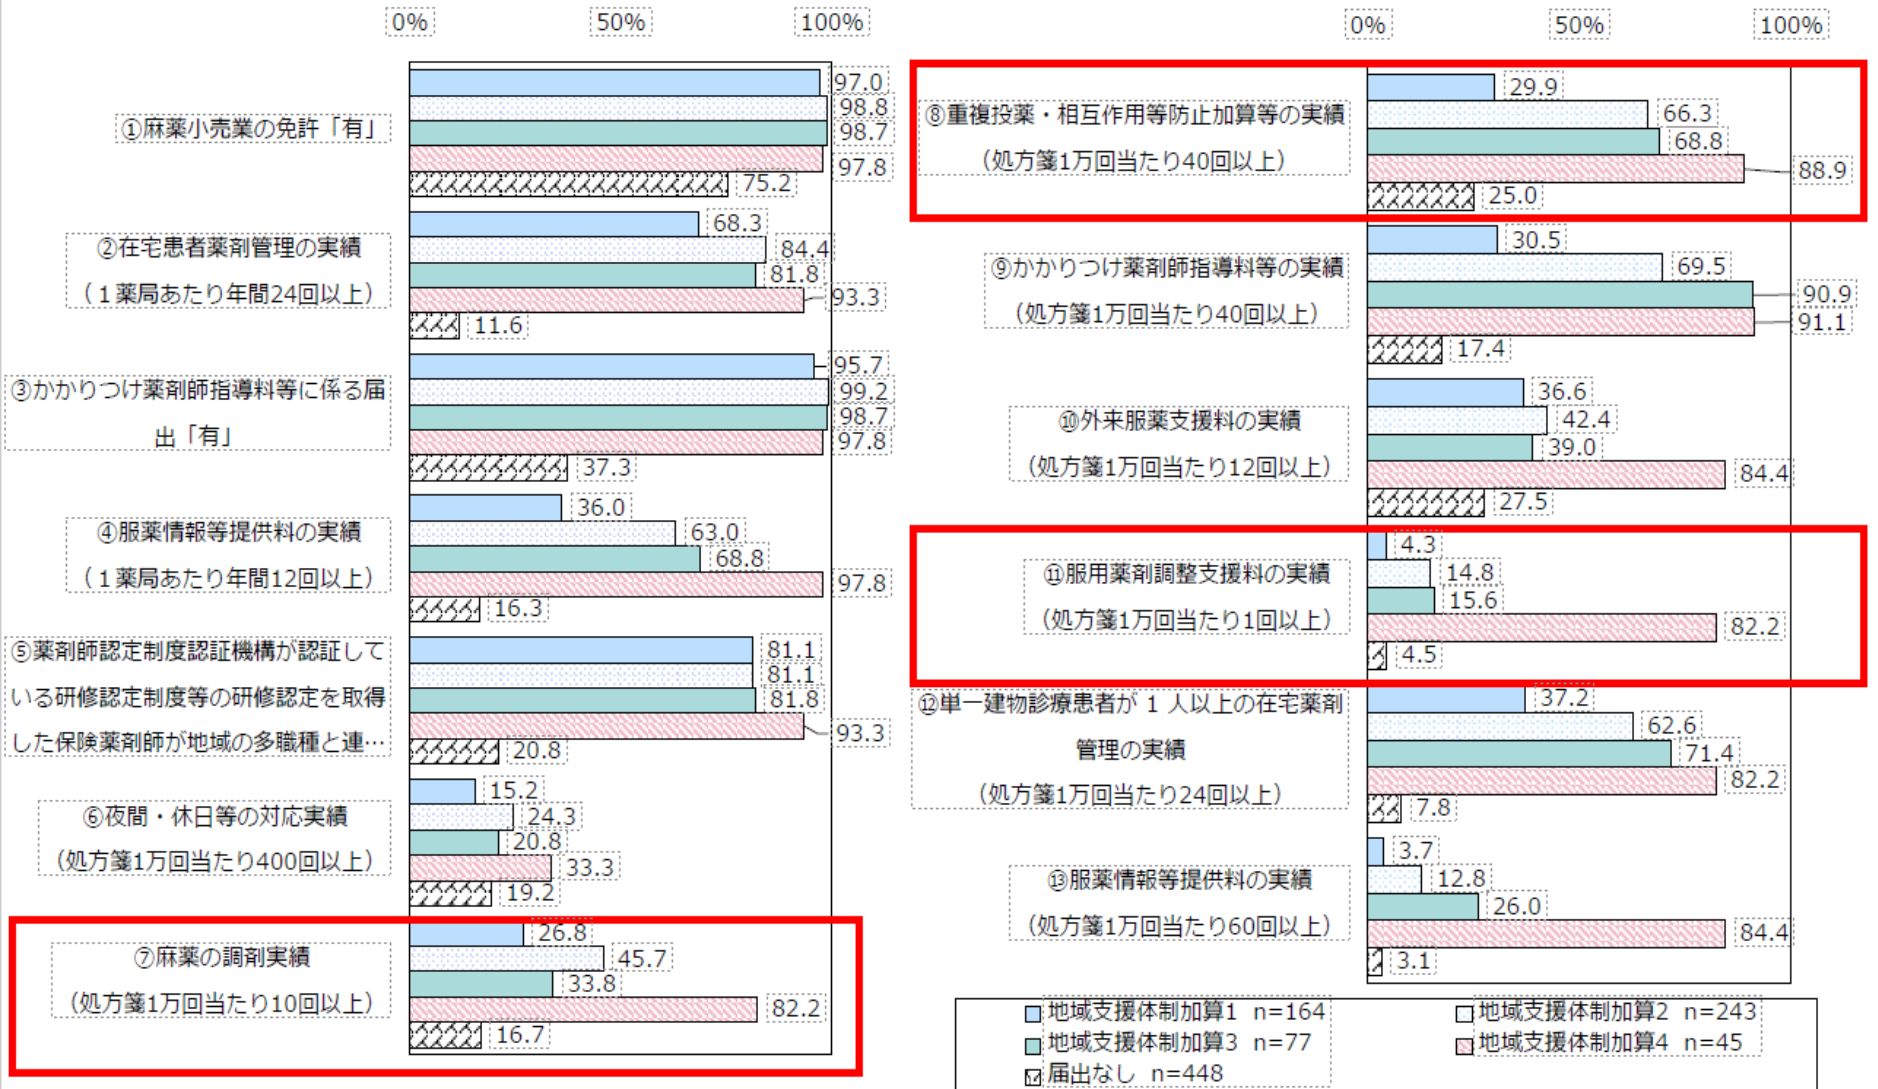 0%
50%
100%
①麻薬小売業の免許「有」
97.0
98.8
98.7
97.8
75.2
②在宅患者薬剤管理の実績
（１薬局あたり年間24回以上）
68.3
84.4
81.8
93.3
11.6
③かかりつけ薬剤師指導料等に係る届
出「有」
95.7
99.2
98.7
97.8
37.3
④服薬情報等提供料の実績
（１薬局あたり年間12回以上）
36.0
63.0
68.8
97.8
16.3
⑤薬剤師認定制度認証機構が認証して
いる研修認定制度等の研修認定を取得
した保険薬剤師が地域の多職種と連…
81.1
81.1
81.8
93.3
20.8
⑥夜間・休日等の対応実績
（処方箋1万回当たり400回以上）
15.2
24.3
20.8
33.3
19.2
⑦麻薬の調剤実績
（処方箋1万回当たり10回以上）
26.8
45.7
33.8
82.2
16.7
0%
50%
100%
⑧重複投薬・相互作用等防止加算等の実績
（処方箋1万回当たり40回以上）
29.9
66.3
68.8
88.9
25.0
⑨かかりつけ薬剤師指導料等の実績
（処方箋1万回当たり40回以上）
30.5
69.5
90.9
91.1
17.4
⑩外来服薬支援料の実績
（処方箋1万回当たり12回以上）
36.6
42.4
39.0
84.4
27.5
⑪服用薬剤調整支援料の実績
（処方箋1万回当たり1回以上）
4.3
14.8
15.6
82.2
4.5
⑫単一建物診療患者が１人以上の在宅薬剤
管理の実績
（処方箋1万回当たり24回以上）
37.2
62.6
71.4
82.2
7.8
⑬服薬情報等提供料の実績
（処方箋1万回当たり60回以上）
3.7
12.8
26.0
84.4
3.1
地域支援体制加算1 n=164
地域支援体制加算2 n=243
地域支援体制加算3 n=77
地域支援体制加算4 n=45
届出なし n=448